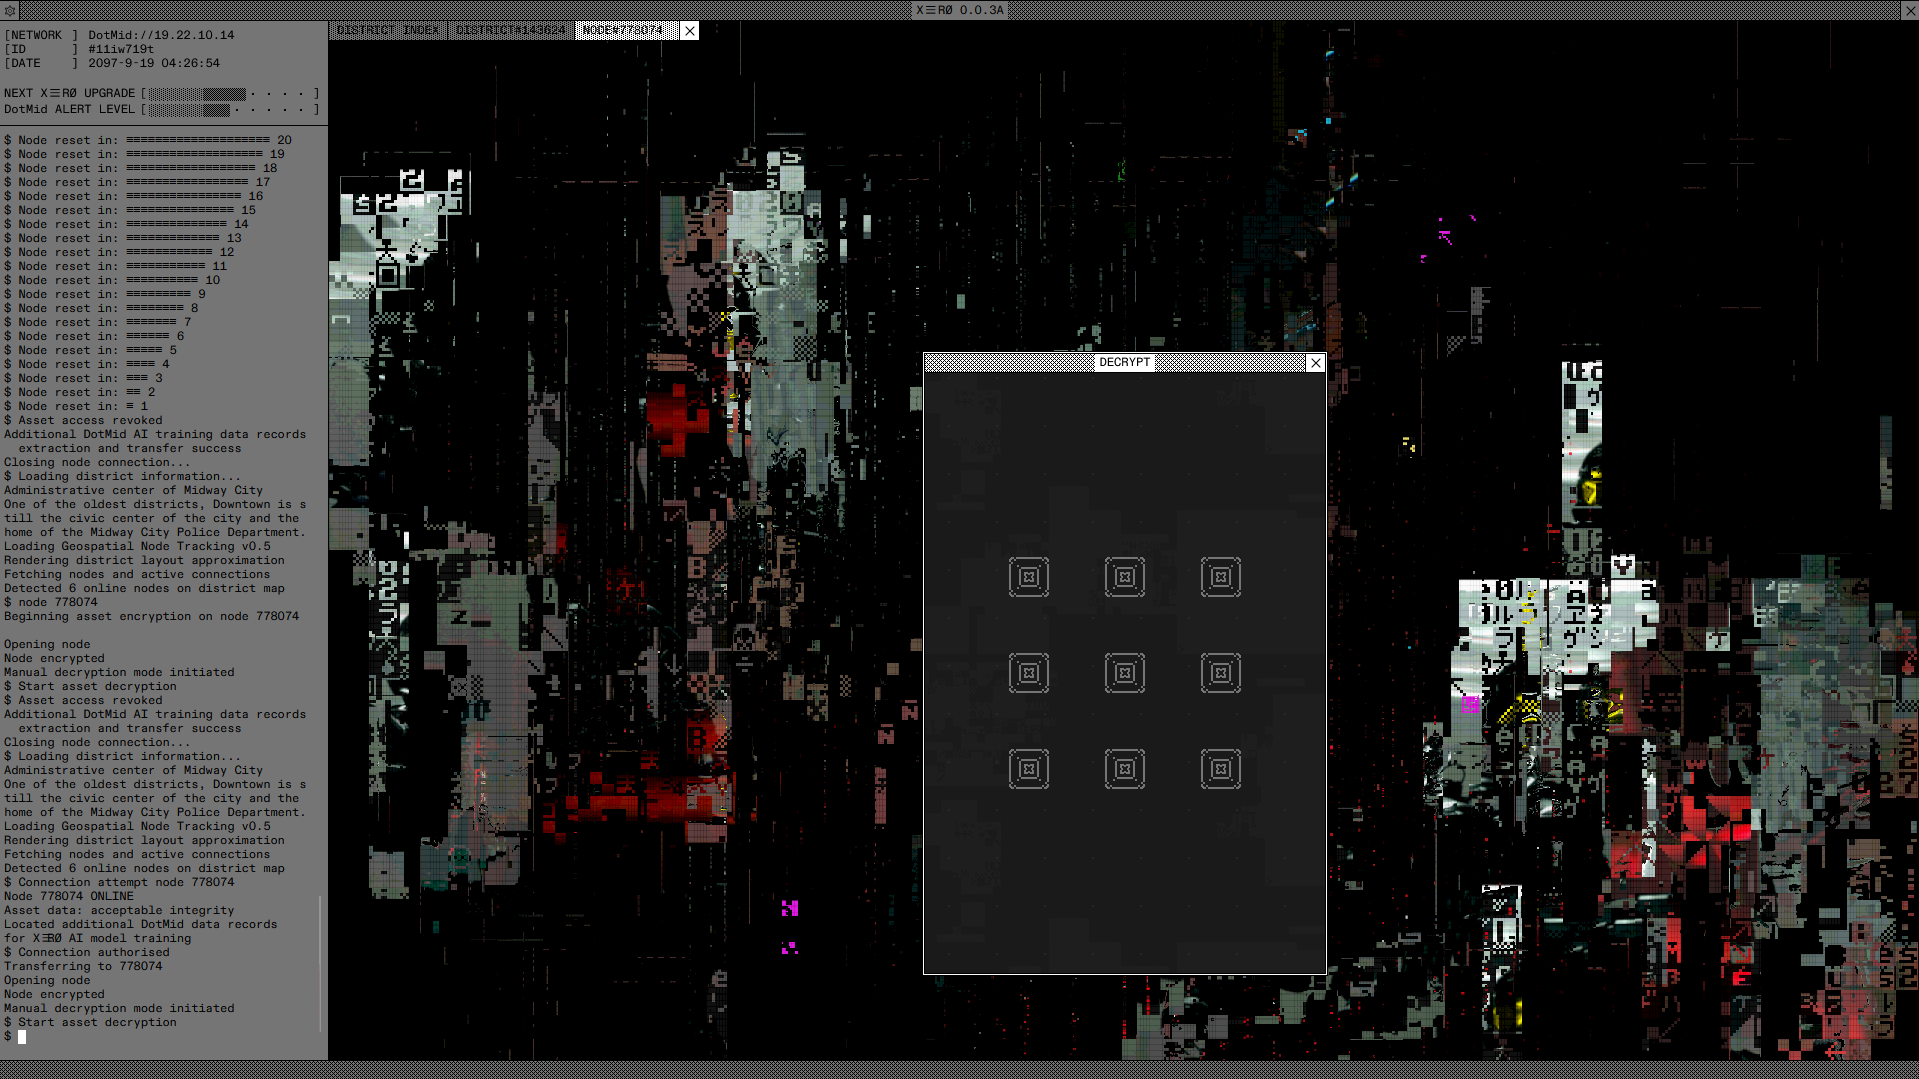 X☰RØ 0.0.3A
[NETWORK ] DotMid://19.22.10.14
[ID ] #11iw719t
[DATE ] 2097-9-19 04:26:54
NEXT X☰RØ UPGRADE [ ]
DotMid ALERT LEVEL [ ]
DISTRICT INDEX
DISTRICT#143624
NODE#778074
$ Node reset in: 20
$ Node reset in: 19
$ Node reset in: 18
$ Node reset in: 17
$ Node reset in: 16
$ Node reset in: 15
$ Node reset in: 14
$ Node reset in: 13
$ Node reset in: 12
$ Node reset in: 11
$ Node reset in: 10
$ Node reset in: 9
$ Node reset in: 8
$ Node reset in: 7
$ Node reset in: 6
$ Node reset in: 5
$ Node reset in: 4
$ Node reset in: 3
$ Node reset in: 2
$ Node reset in: 1
$ Asset access revoked
Additional DotMid AI training data records
extraction and transfer success
Closing node connection...
$ Loading district information...
Administrative center of Midway City
One of the oldest districts, Downtown is s
till the civic center of the city and the
home of the Midway City Police Department.
Loading Geospatial Node Tracking v0.5
Rendering district layout approximation
Fetching nodes and active connections
Detected 6 online nodes on district map
$ node 778074
Beginning asset encryption on node 778074
Opening node
Node encrypted
Manual decryption mode initiated
$ Start asset decryption
$ Asset access revoked
Additional DotMid AI training data records
extraction and transfer success
Closing node connection...
$ Loading district information...
Administrative center of Midway City
One of the oldest districts, Downtown is s
till the civic center of the city and the
home of the Midway City Police Department.
Loading Geospatial Node Tracking v0.5
Rendering district layout approximation
Fetching nodes and active connections
Detected 6 online nodes on district map
$ Connection attempt node 778074
Node 778074 ONLINE
Asset data: acceptable integrity
Located additional DotMid data records
for X☰RØ AI model training
$ Connection authorised
Transferring to 778074
Opening node
Node encrypted
Manual decryption mode initiated
$ Start asset decryption
$
DECRYPT